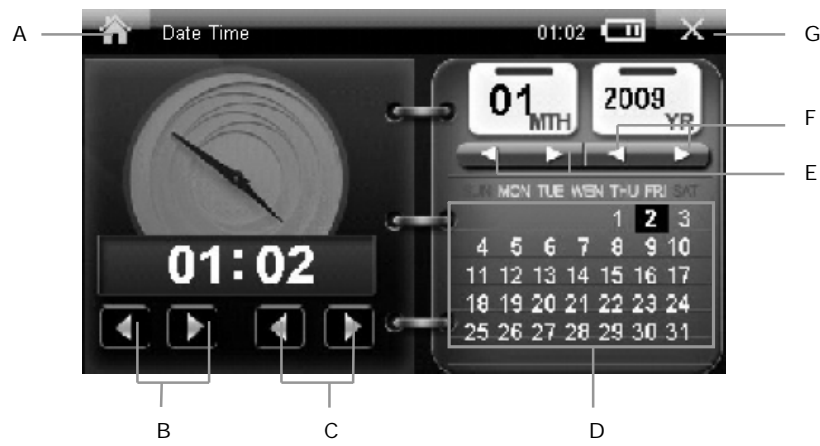 A Date Time 01:02 G
01 MTH 2009 YR F
E
SUN MON TUE WEN THU FRI SAT
1 2 3
4 5 6 7 8 9 10
01:02 11 12 13 14 15 16 17
18 19 20 21 22 23 24
25 26 27 28 29 30 31
B C D